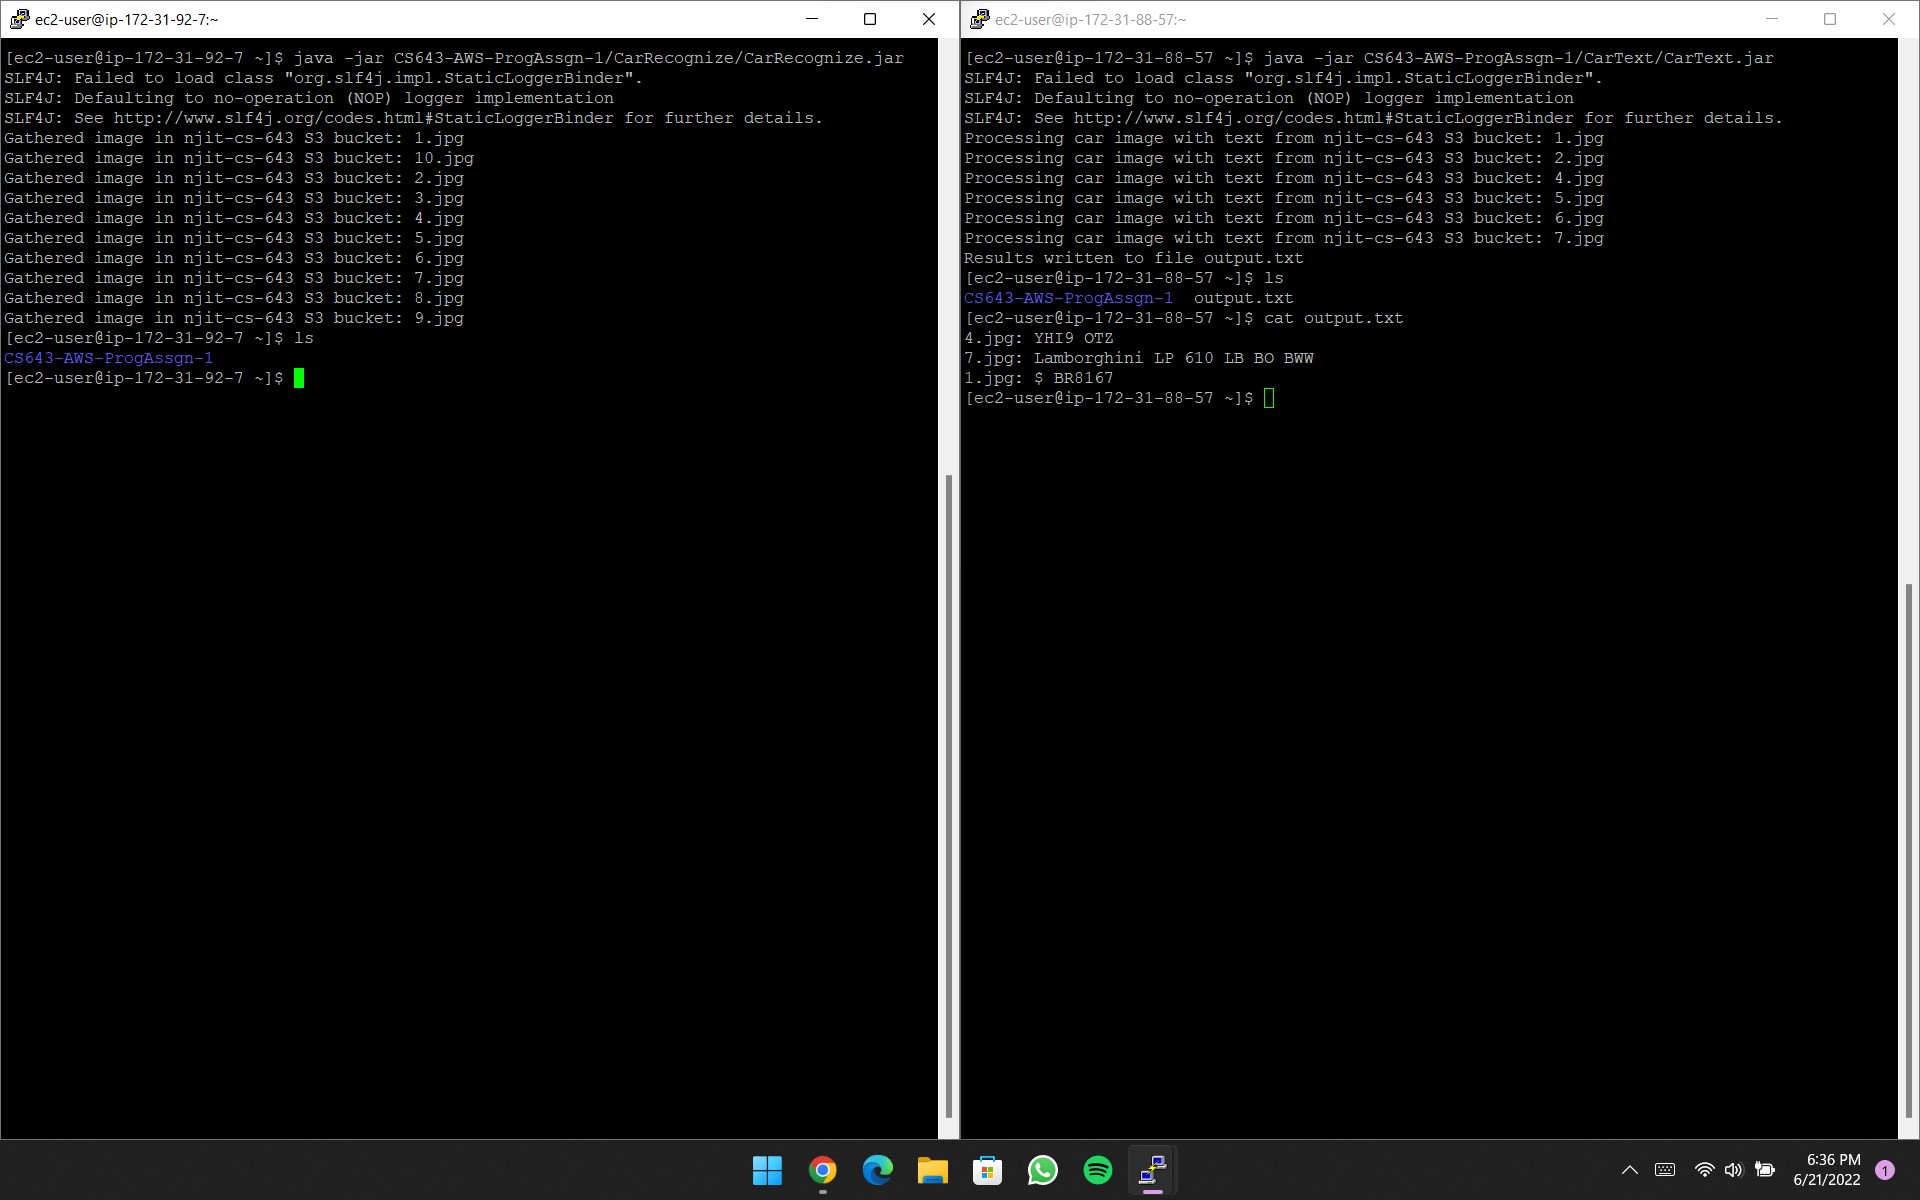 ec2-user@ip-172-31-92-7:~
[ec2-user@ip-172-31-92-7 ~]$ java -jar CS643-AWS-ProgAssgn-1/CarRecognize/CarRecognize.jar
SLF4J: Failed to load class "org.slf4j.impl.StaticLoggerBinder".
SLF4J: Defaulting to no-operation (NOP) logger implementation
SLF4J: See http://www.slf4j.org/codes.html#StaticLoggerBinder for further details.
Gathered image in njit-cs-643 S3 bucket: 1.jpg
Gathered image in njit-cs-643 S3 bucket: 10.jpg
Gathered image in njit-cs-643 S3 bucket: 2.jpg
Gathered image in njit-cs-643 S3 bucket: 3.jpg
Gathered image in njit-cs-643 S3 bucket: 4.jpg
Gathered image in njit-cs-643 S3 bucket: 5.jpg
Gathered image in njit-cs-643 S3 bucket: 6.jpg
Gathered image in njit-cs-643 S3 bucket: 7.jpg
Gathered image in njit-cs-643 S3 bucket: 8.jpg
Gathered image in njit-cs-643 S3 bucket: 9.jpg
[ec2-user@ip-172-31-92-7 ~]$ ls
CS643-AWS-ProgAssgn-1
[ec2-user@ip-172-31-92-7 ~]$
ec2-user@ip-172-31-88-57:~
[ec2-user@ip-172-31-88-57 ~]$ java -jar CS643-AWS-ProgAssgn-1/CarText/CarText.jar
SLF4J: Failed to load class "org.slf4j.impl.StaticLoggerBinder".
SLF4J: Defaulting to no-operation (NOP) logger implementation
SLF4J: See http://www.slf4j.org/codes.html#StaticLoggerBinder for further details.
Processing car image with text from njit-cs-643 S3 bucket: 1.jpg
Processing car image with text from njit-cs-643 S3 bucket: 2.jpg
Processing car image with text from njit-cs-643 S3 bucket: 4.jpg
Processing car image with text from njit-cs-643 S3 bucket: 5.jpg
Processing car image with text from njit-cs-643 S3 bucket: 6.jpg
Processing car image with text from njit-cs-643 S3 bucket: 7.jpg
Results written to file output.txt
[ec2-user@ip-172-31-88-57 ~]$ ls
CS643-AWS-ProgAssgn-1  output.txt
[ec2-user@ip-172-31-88-57 ~]$ cat output.txt
4.jpg: YHI9 OTZ
7.jpg: Lamborghini LP 610 LB BO BWW
1.jpg: $ BR8167
[ec2-user@ip-172-31-88-57 ~]$
6:36 PM
6/21/2022
1